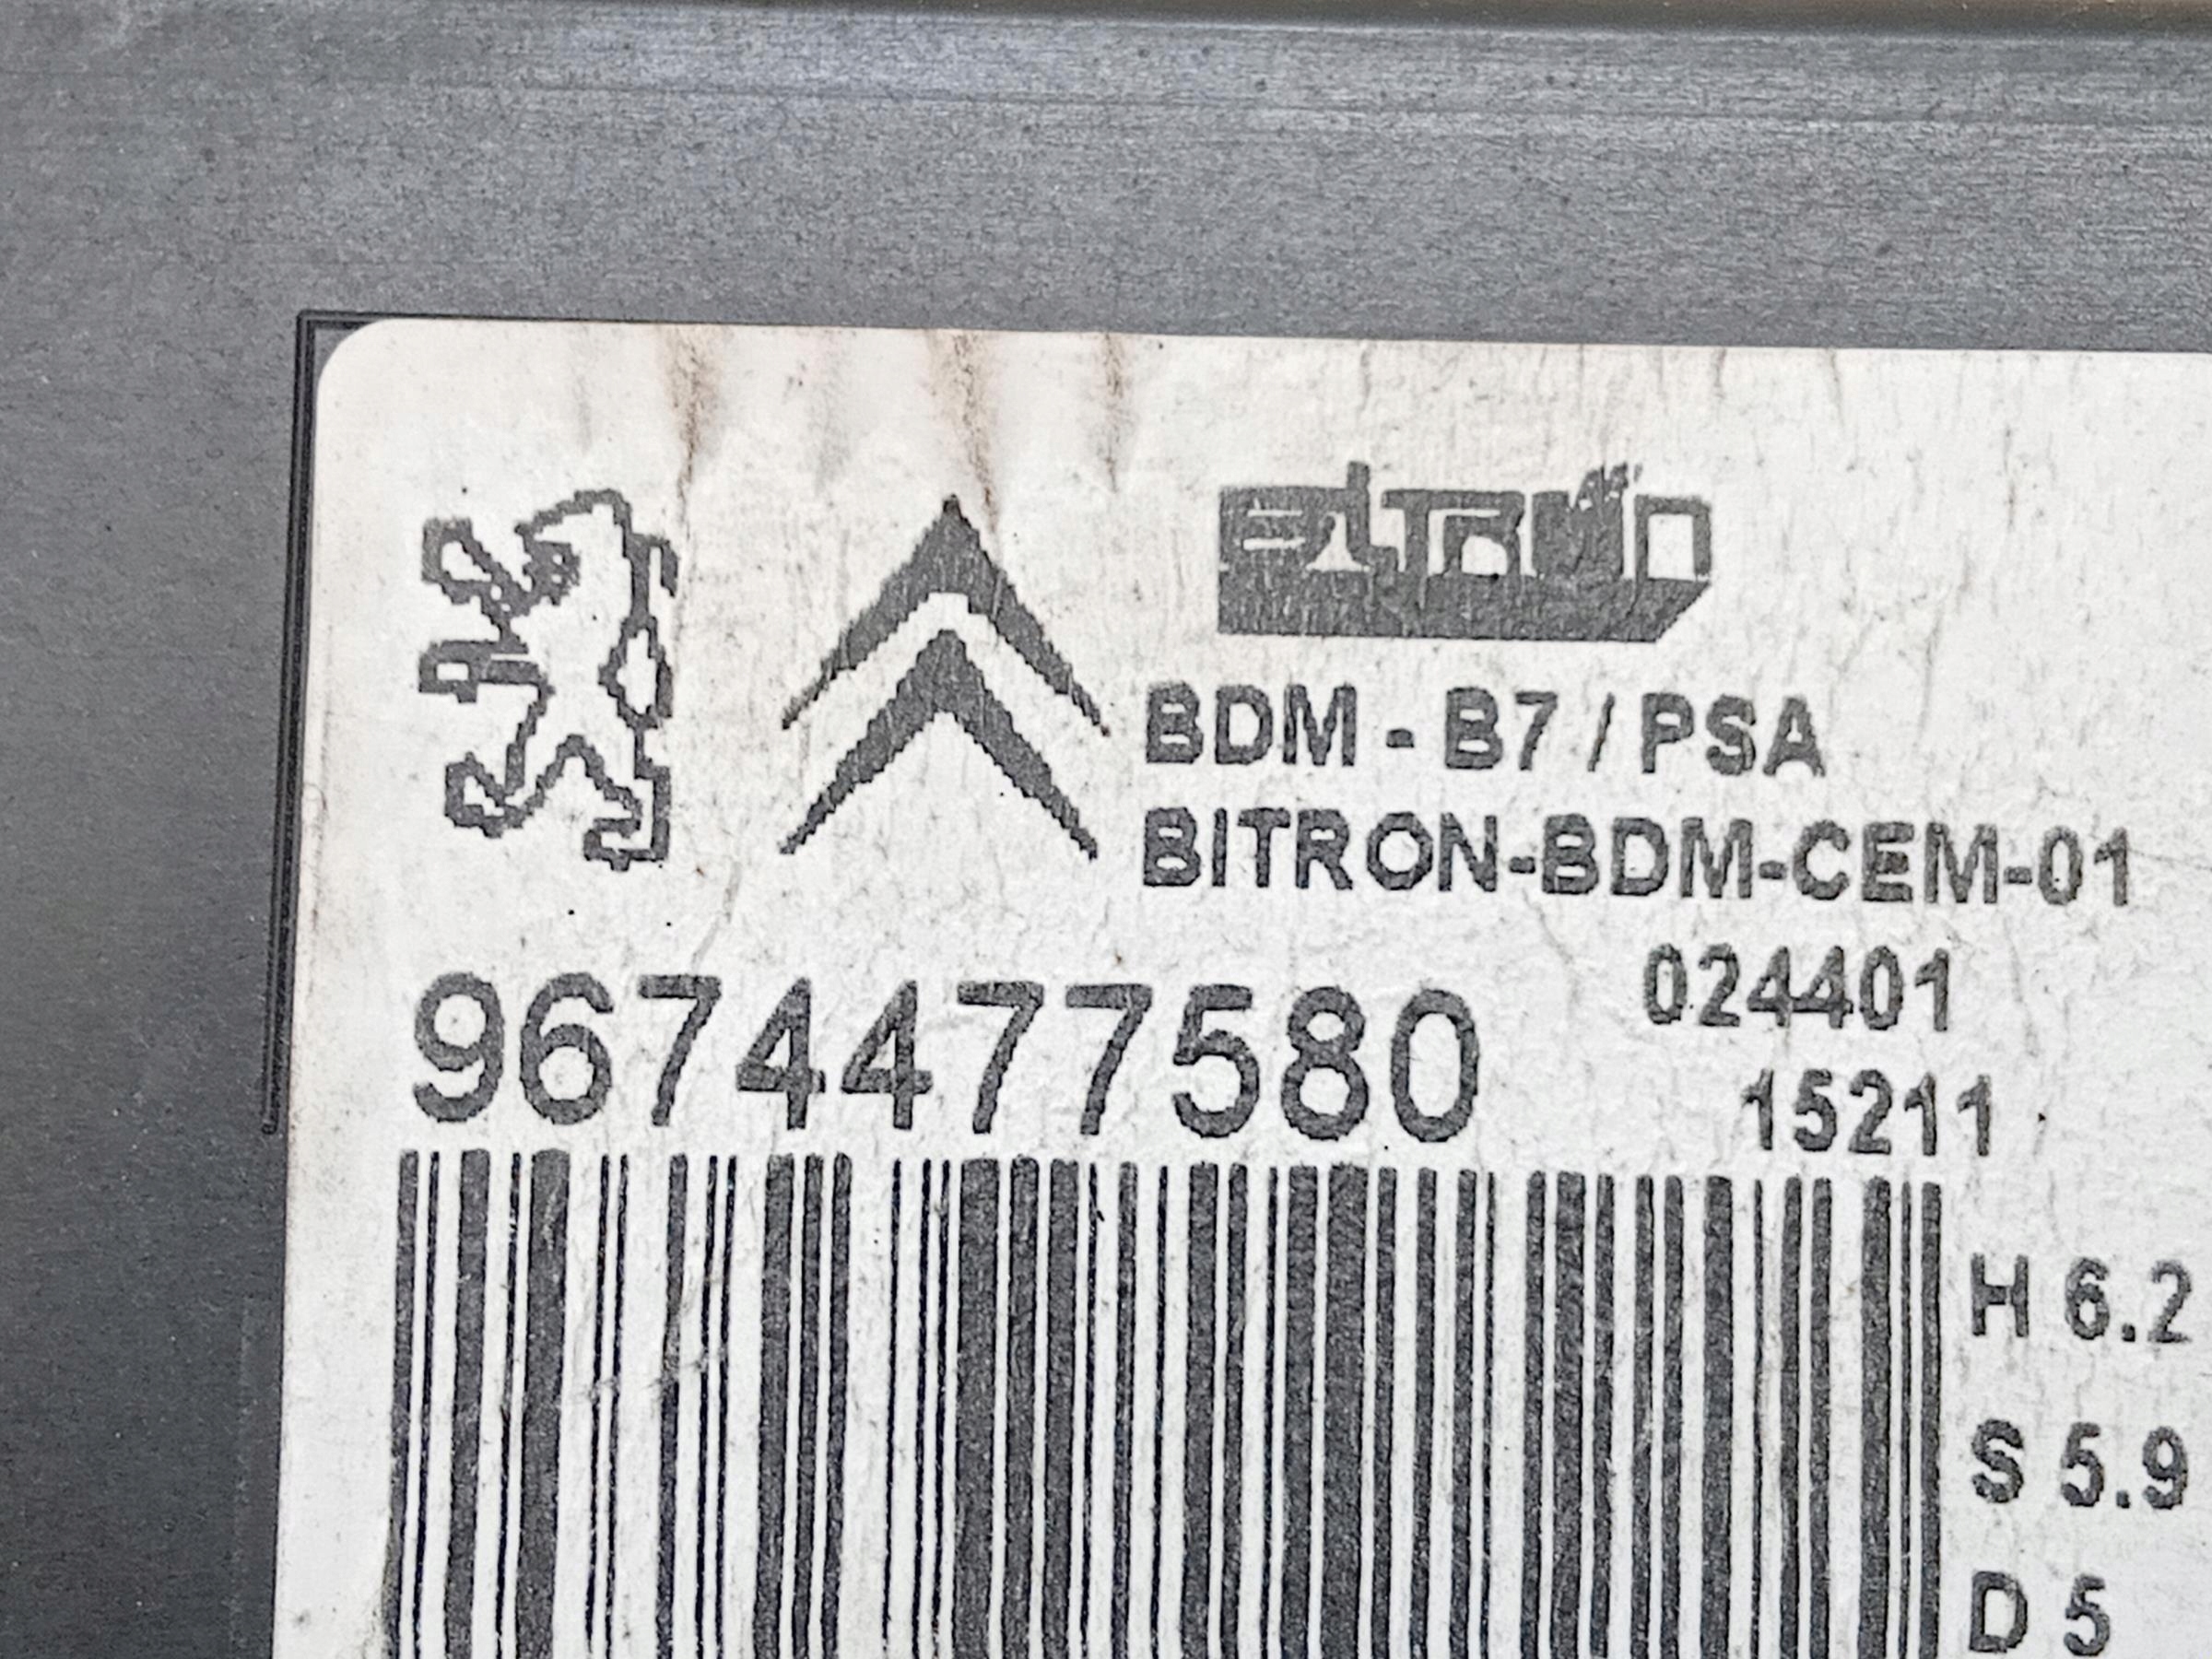 BITRON
BDM - B7 / PSA
BITRON-BDM-CEM-01
024401
9674477580
15211
H 6.2
S 5.9
D 5